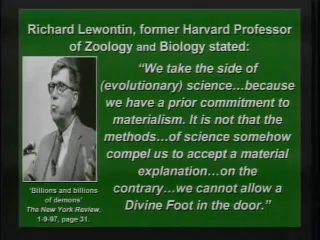 Richard Lewontin, former Harvard Professor
of Zoology and Biology stated:
“We take the side of
(evolutionary) science…because
we have a prior commitment to
materialism. It is not that the
methods…of science somehow
compel us to accept a material
explanation…on the
contrary…we cannot allow a
Divine Foot in the door.”
‘Billions and billions
of demons’
The New York Review,
1-9-97, page 31.